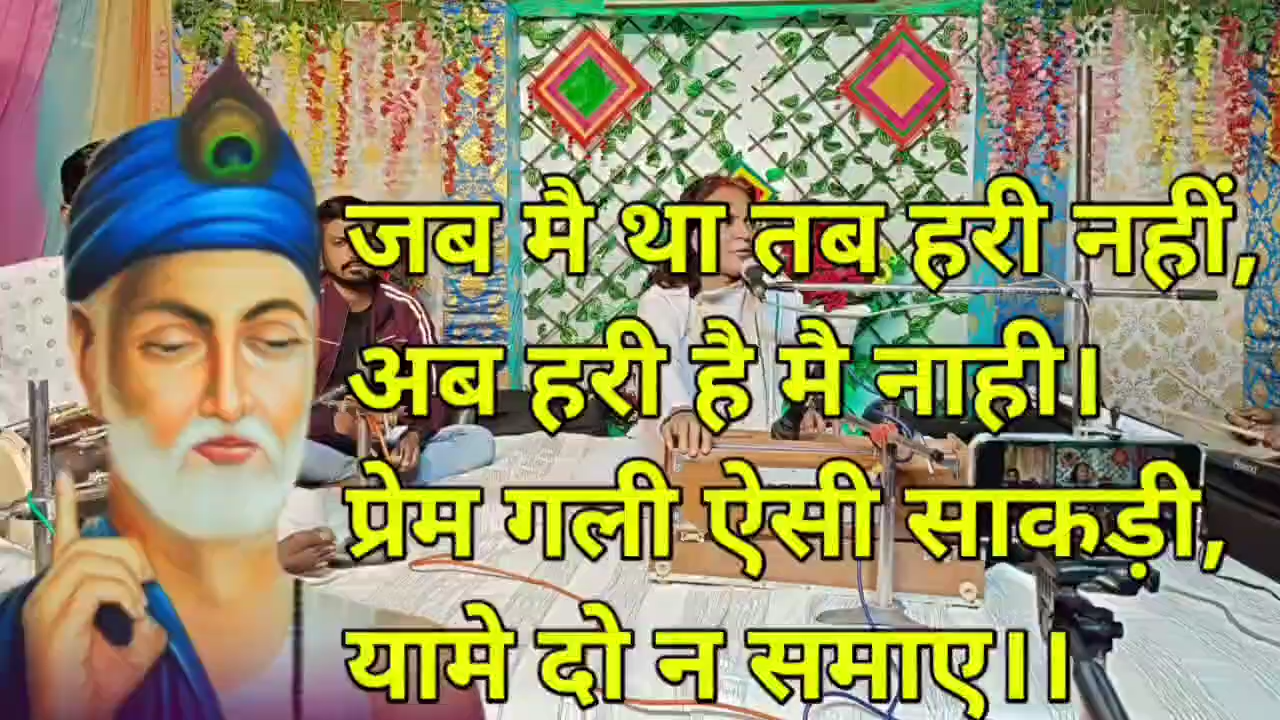 जब मै था तब हरी नहीं,
अब हरी है मै नाही।
प्रेम गली ऐसी साकड़ी,
यामे दो न समाए।।